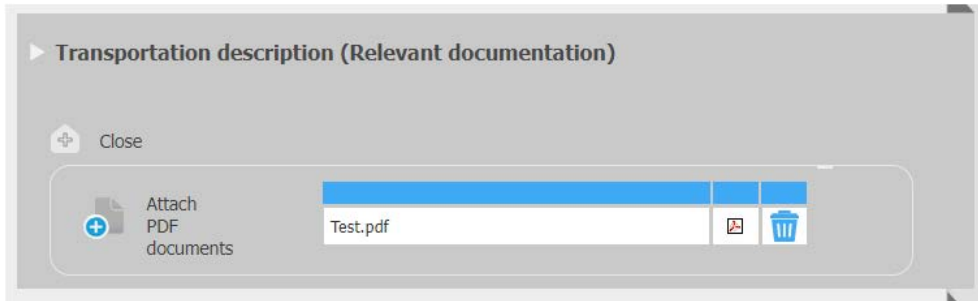 Transportation description (Relevant documentation)
Close
Attach
PDF
documents
Test.pdf